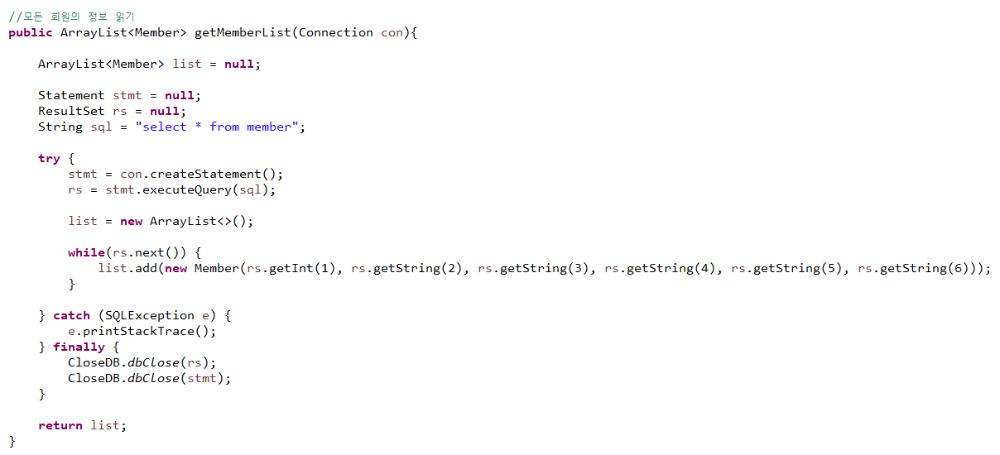 //모든 회원의 정보 읽기
public ArrayList<Member> getMemberList(Connection con){
ArrayList<Member> list = null;
Statement stmt = null;
ResultSet rs = null;
String sql = "select * from member";
try {
stmt = con.createStatement();
rs = stmt.executeQuery(sql);
list = new ArrayList<>();
while(rs.next()) {
list.add(new Member(rs.getInt(1), rs.getString(2), rs.getString(3), rs.getString(4), rs.getString(5), rs.getString(6)));
}
} catch (SQLException e) {
e.printStackTrace();
} finally {
CloseDB.dbClose(rs);
CloseDB.dbClose(stmt);
}
return list;
}